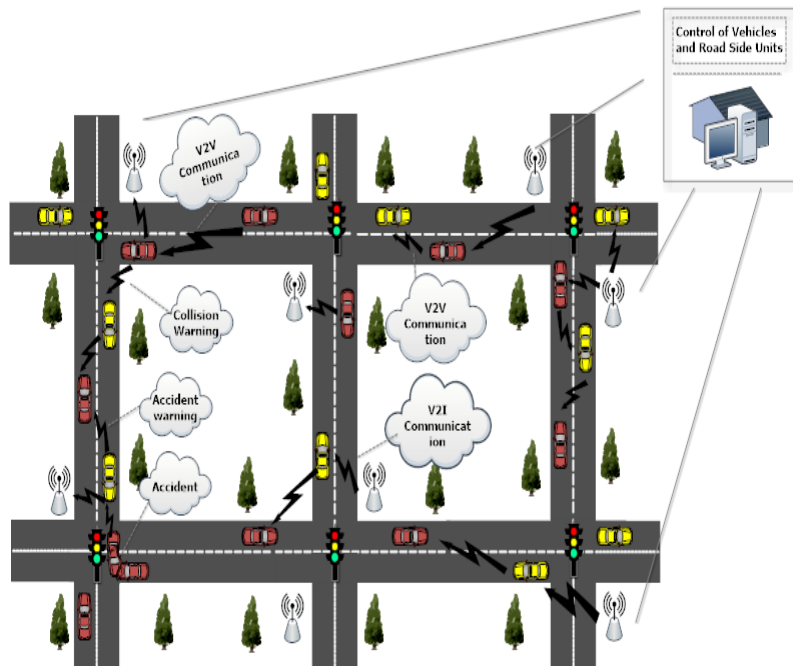 Control of Vehicles
and Road Side Units
V2V
Communica
tion
Collision
Warning
V2V
Communica
tion
Accident
warning
V2I
Communicat
ion
Accident